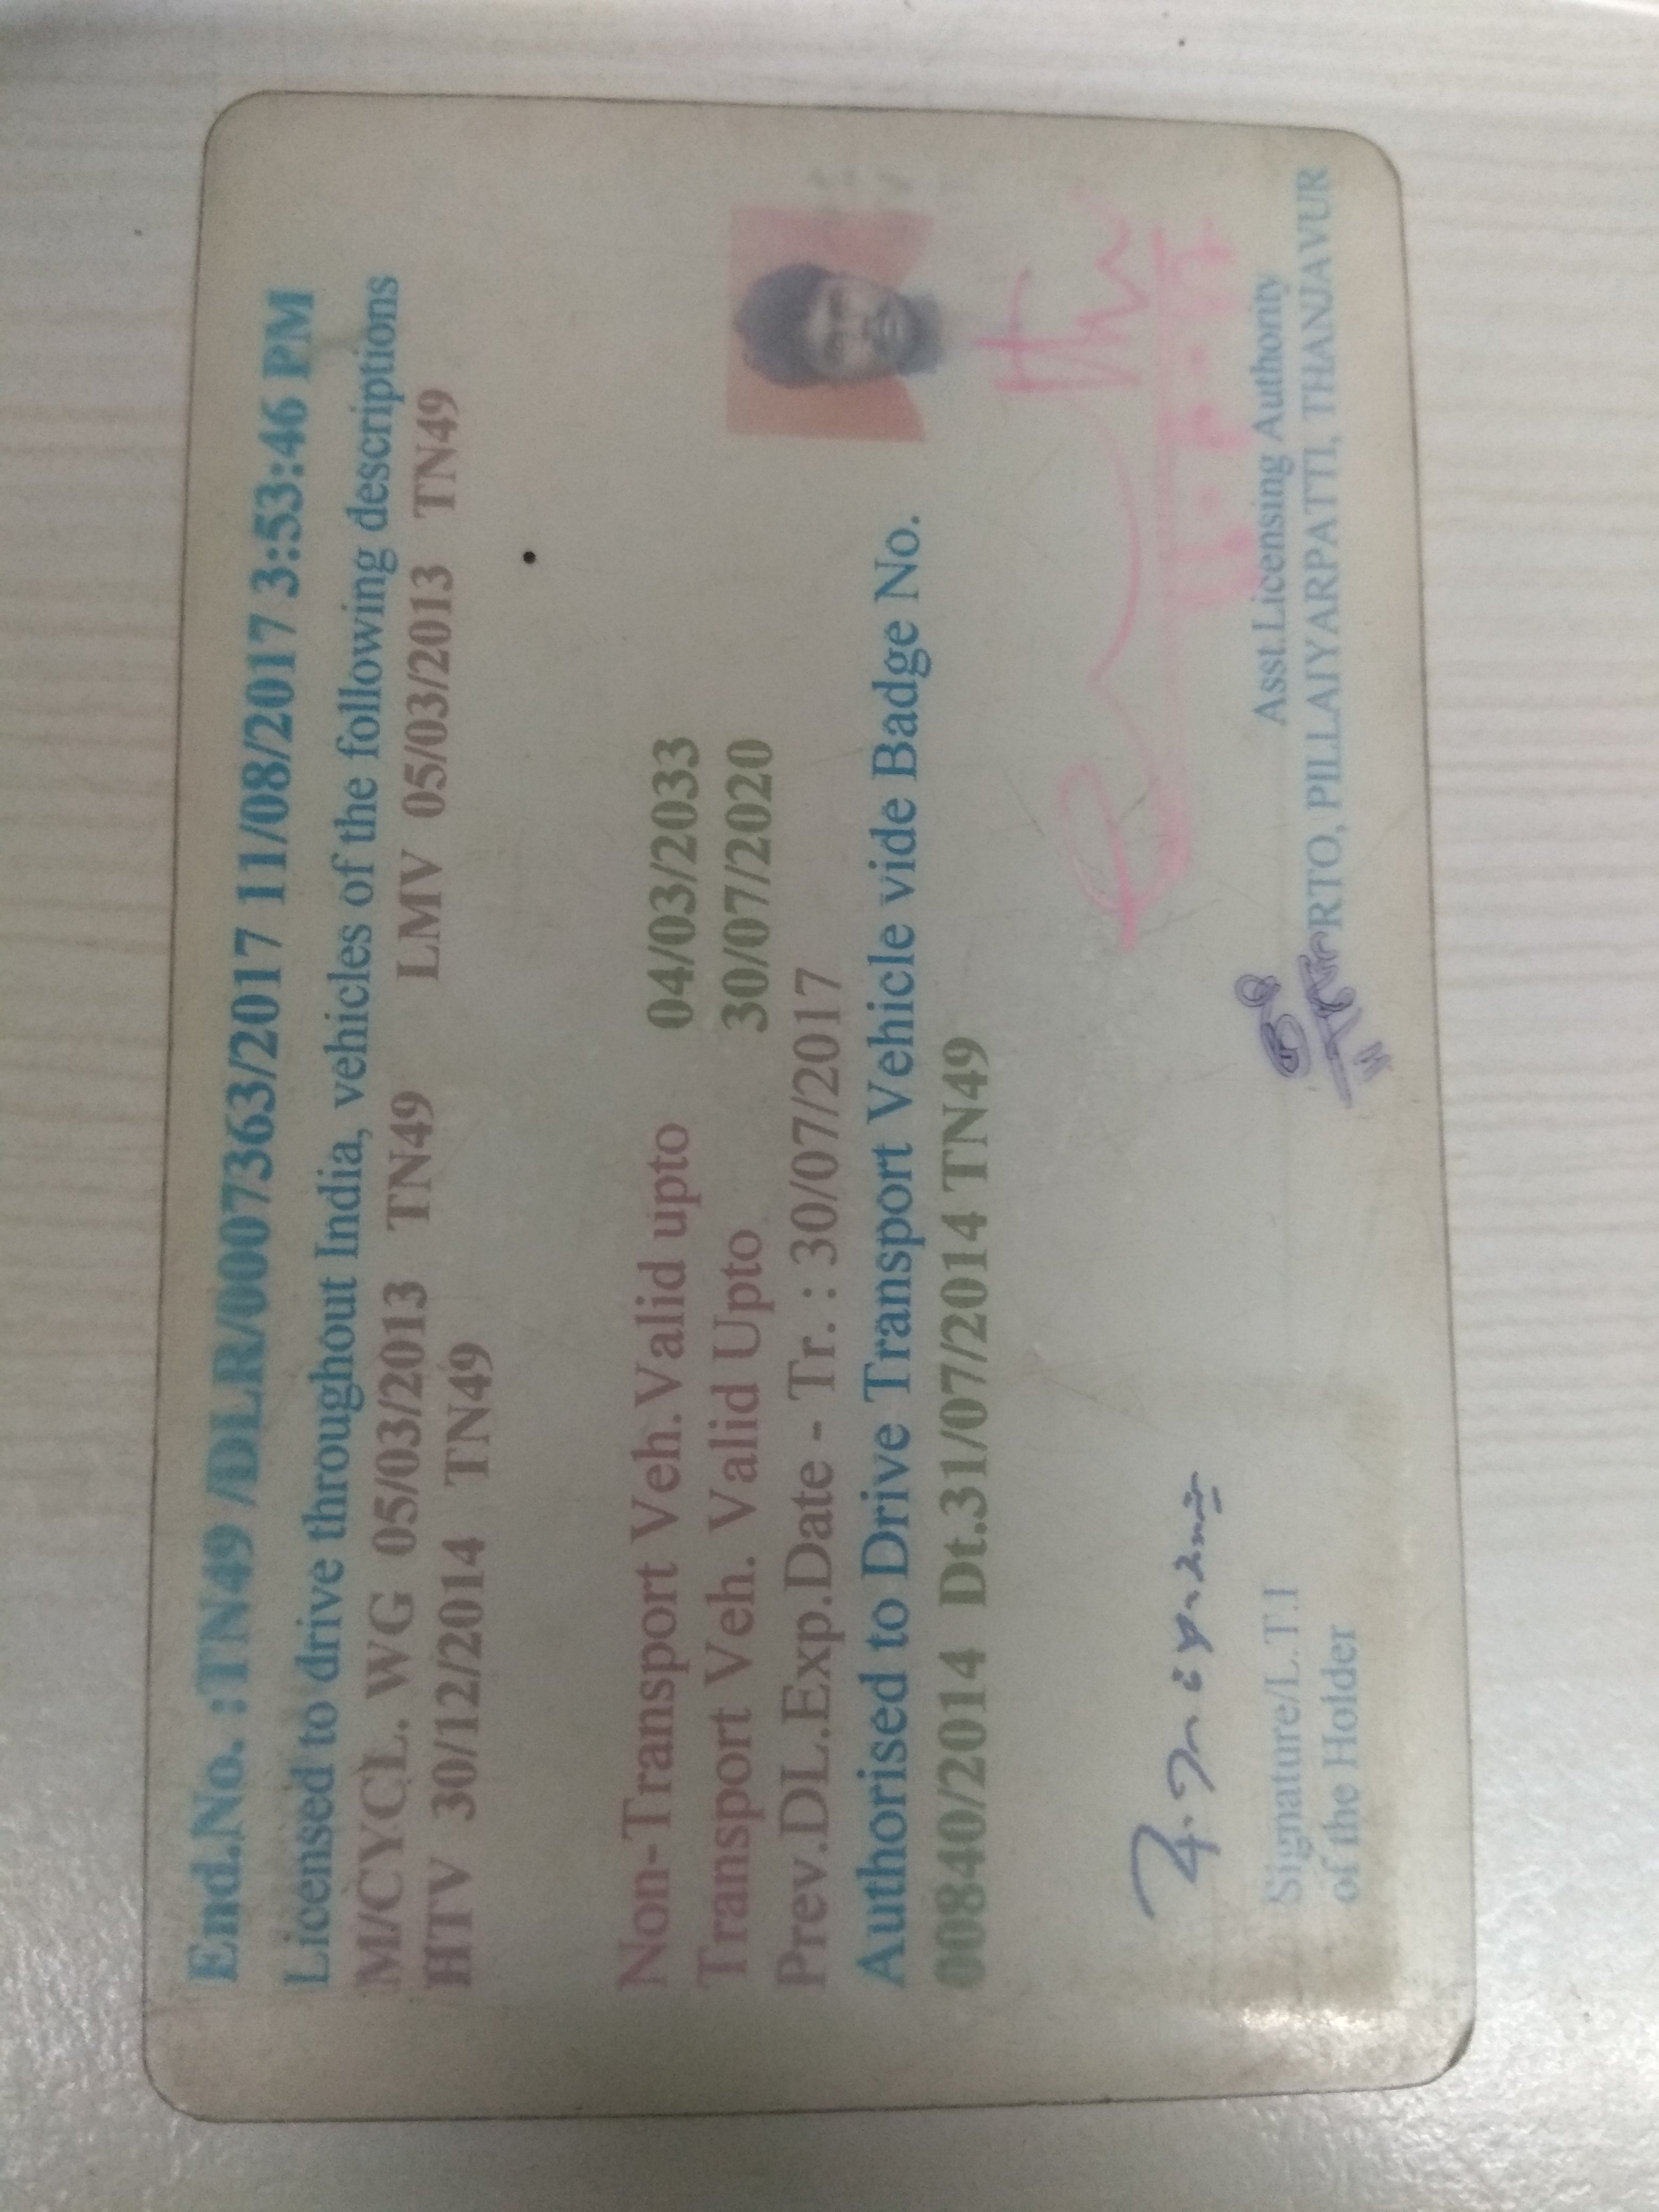 End.No. :TN49 /DLR/0007363/2017 11/08/2017 3:53:46 PM
Licensed to drive throughout India, vehicles of the following descriptions
M/CYCL. WG 05/03/2013 TN49 LMV 05/03/2013 TN49
HTV 30/12/2014 TN49
Non-Transport Veh.Valid upto 04/03/2033
Transport Veh. Valid Upto 30/07/2020
Prev.DL.Exp.Date - Tr. : 30/07/2017
Authorised to Drive Transport Vehicle vide Badge No.
00840/2014 Dt.31/07/2014 TN49
Signature/L.T.I
of the Holder
Asst.Licensing Authority
RTO, PILLAIYARPATTI, THANJAVUR